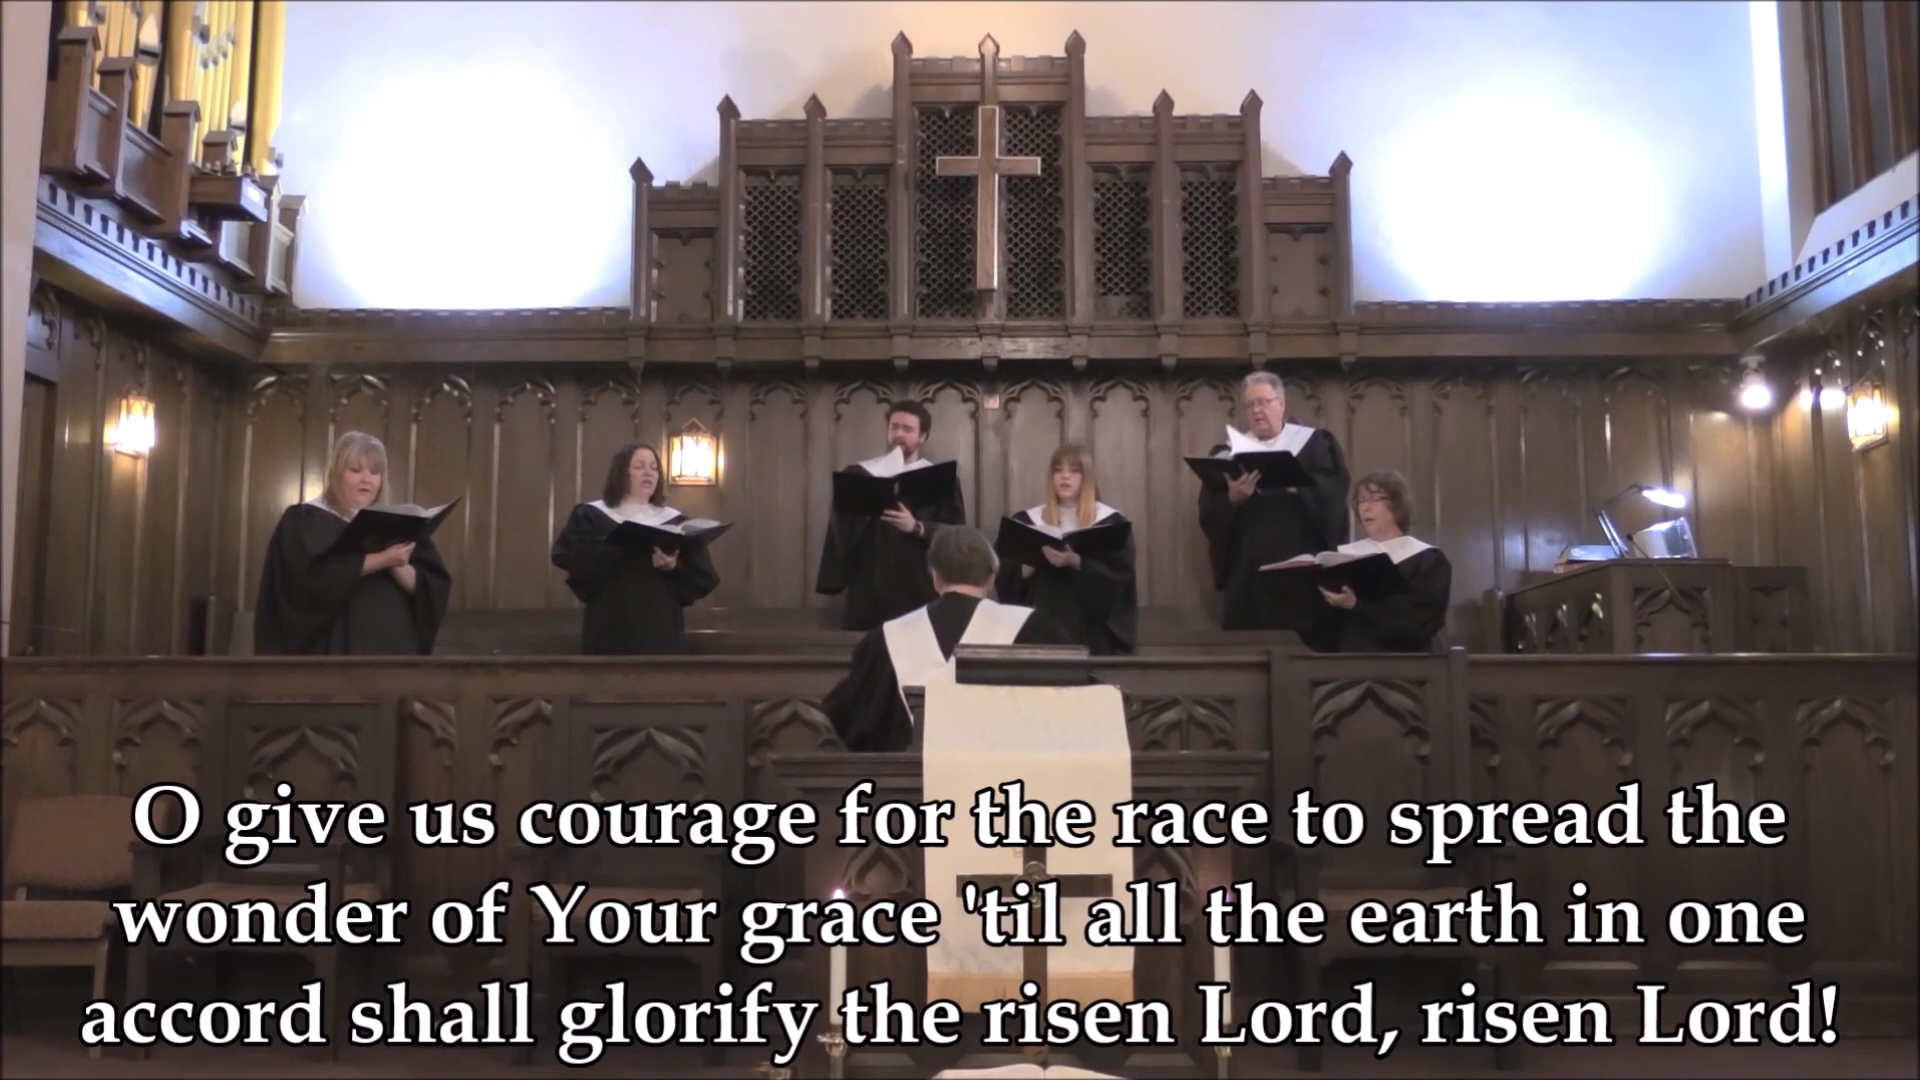 O give us courage for the race to spread the
wonder of Your grace 'til all the earth in one
accord shall glorify the risen Lord, risen Lord!